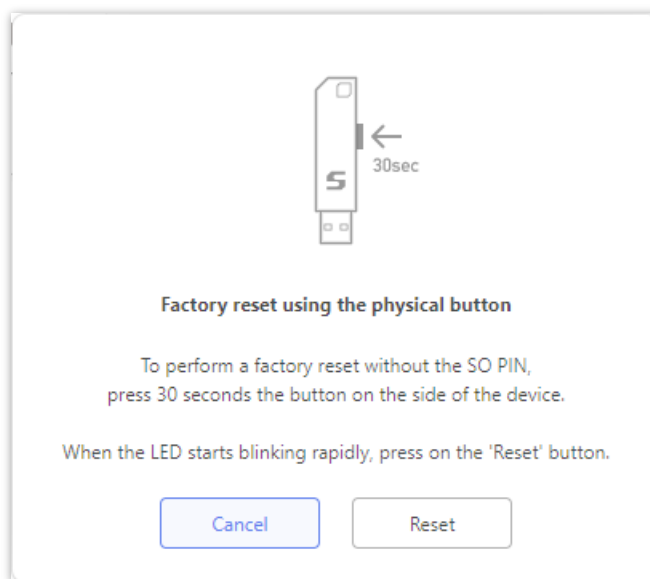 30sec
S
Factory reset using the physical button
To perform a factory reset without the SO PIN,
press 30 seconds the button on the side of the device.
When the LED starts blinking rapidly, press on the 'Reset' button.
Cancel
Reset